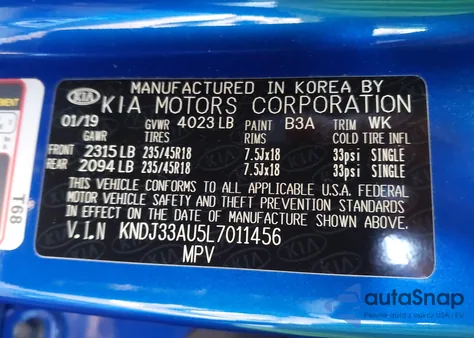 MANUFACTURED IN KOREA BY
KIA KIA MOTORS CORPORATION
01/19 GVWR 4023 LB PAINT B3A TRIM WK
GAWR TIRES RIMS COLD TIRE INFL
FRONT 2315 LB 235/45R18 7.5Jx18 33psi SINGLE
REAR 2094 LB 235/45R18 7.5Jx18 33psi SINGLE
THIS VEHICLE CONFORMS TO ALL APPLICABLE U.S.A. FEDERAL
MOTOR VEHICLE SAFETY AND THEFT PREVENTION STANDARDS
IN EFFECT ON THE DATE OF MANUFACTURE SHOWN ABOVE.
V.I.N KNDJ33AU5L7011456
MPV
T68
autoSnap